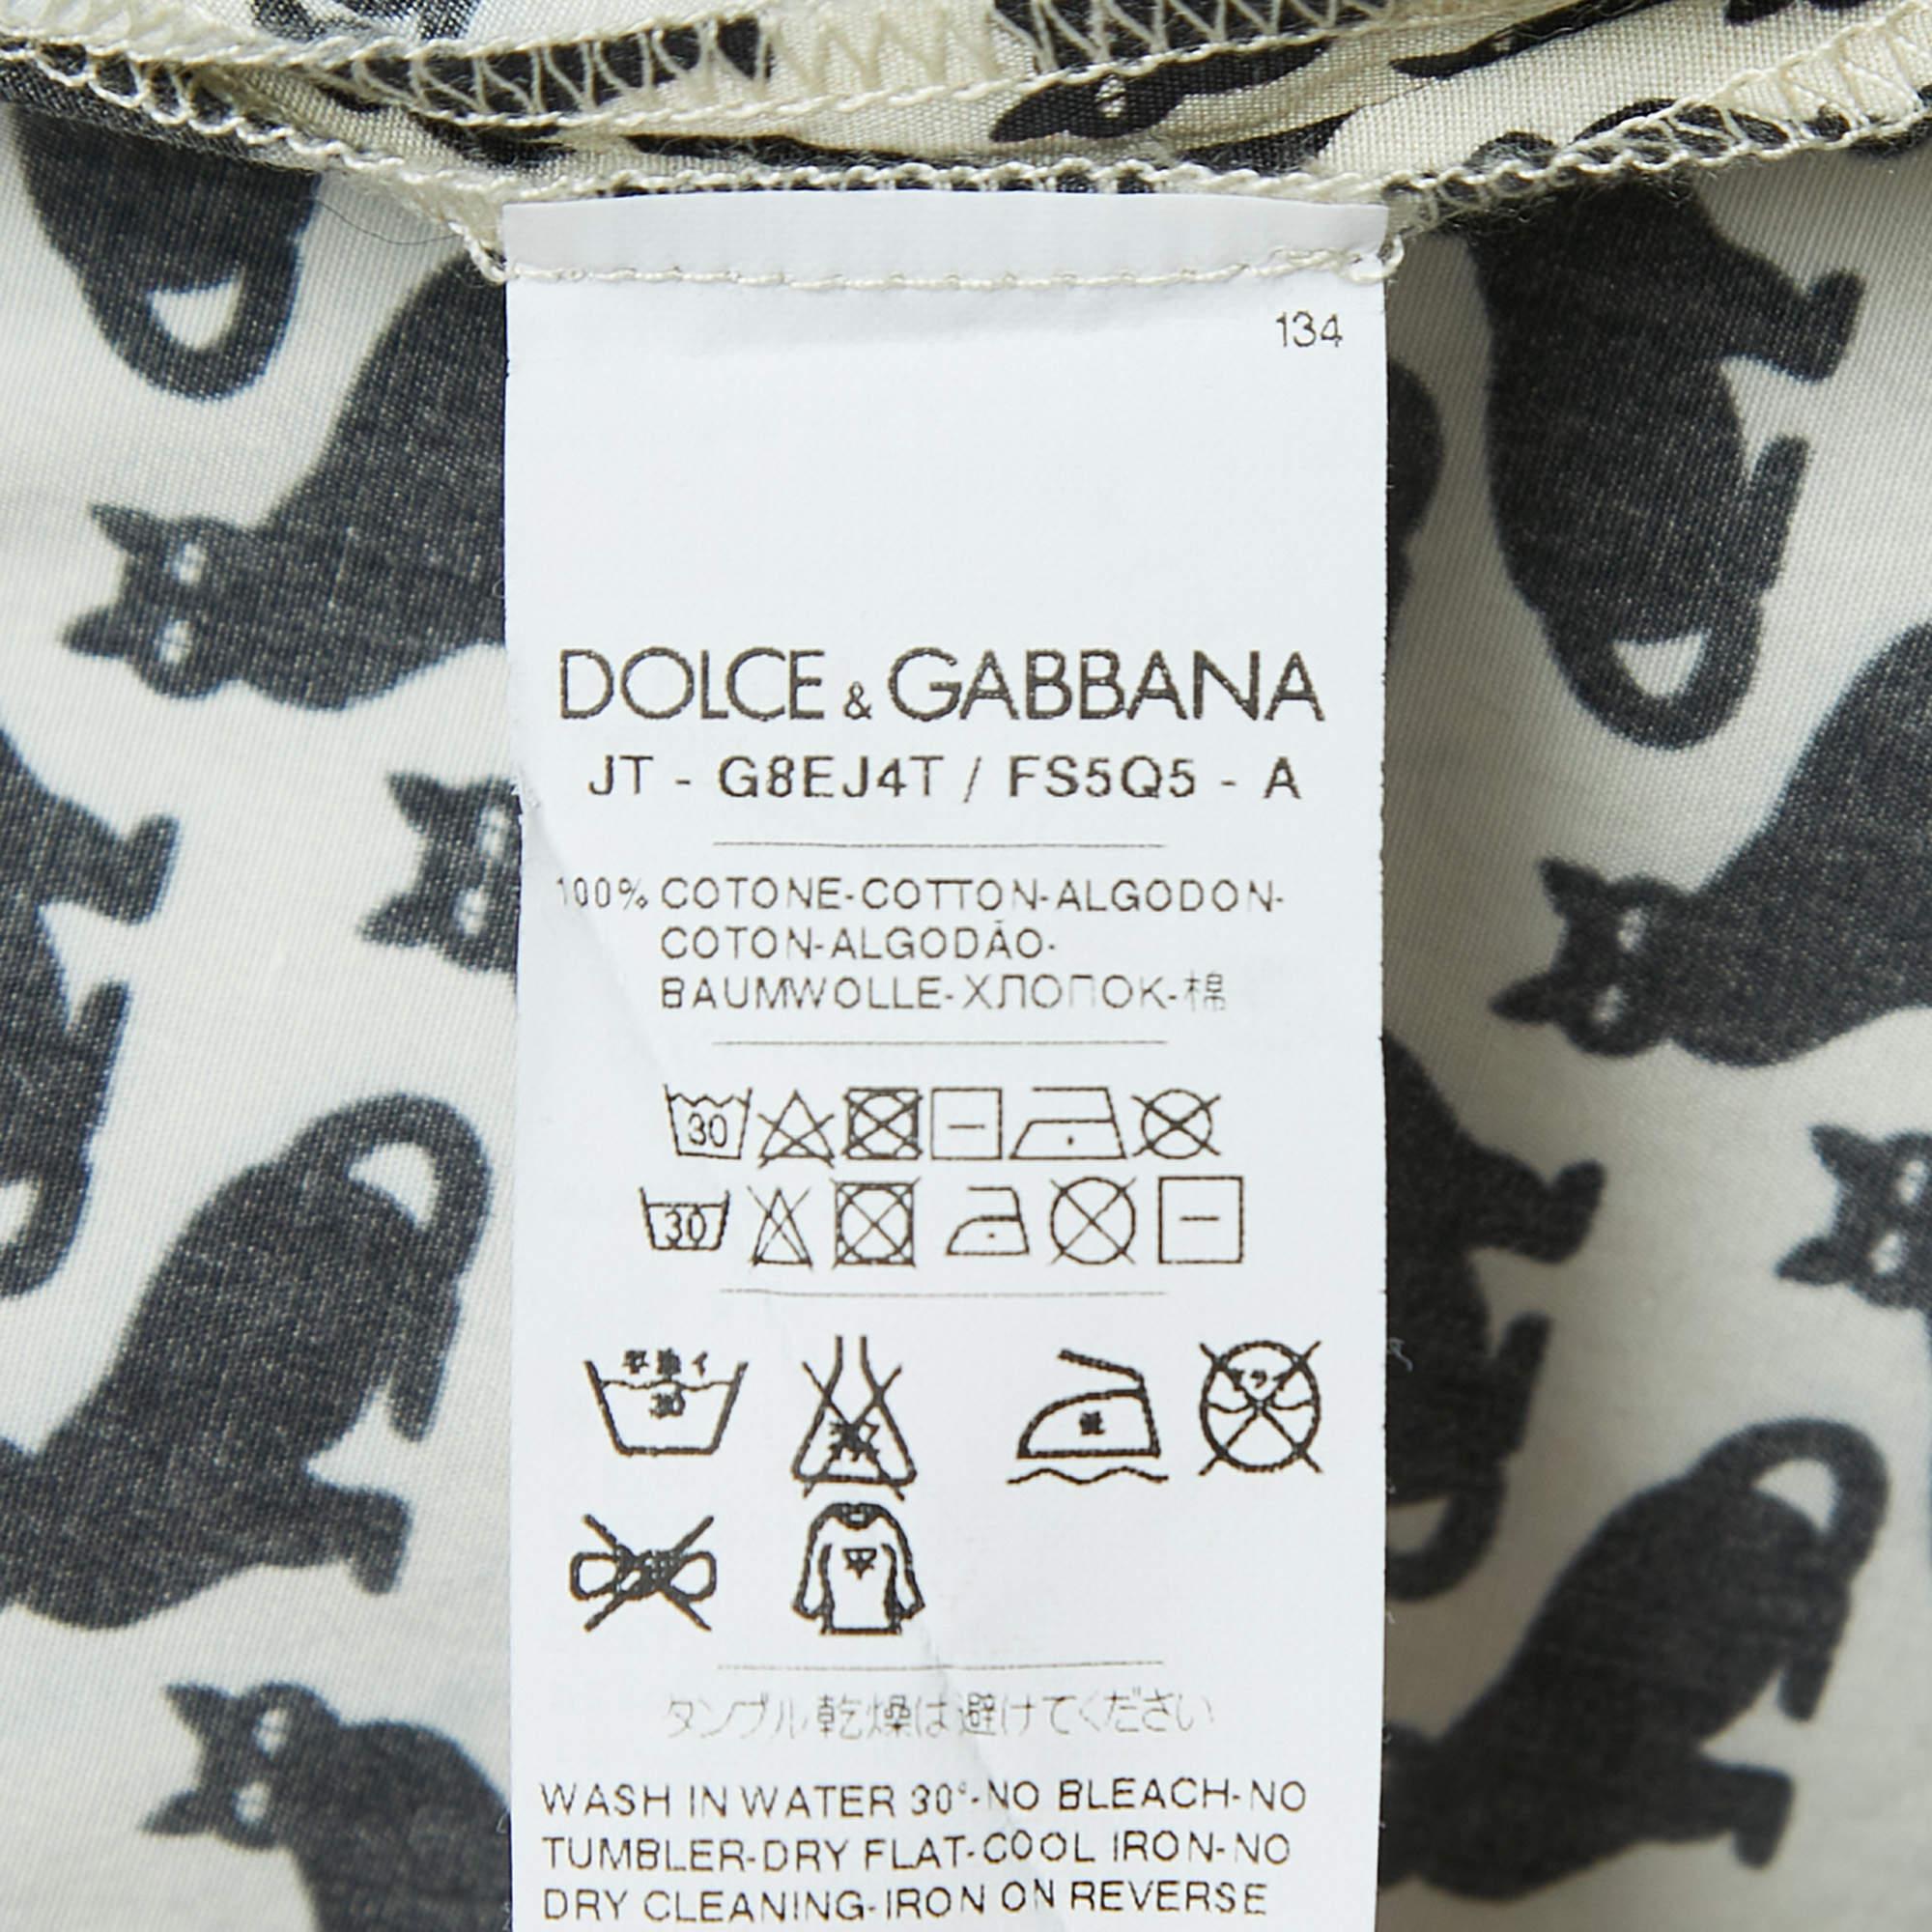 134
DOLCE & GABBANA
JT - G8EJ4T / FS5Q5 - A
100% COTONE-COTTON-ALGODON-
COTON-ALGODÃO-
BAUMWOLLE-ХЛОПОК-棉
30
30
30
タンブル乾燥は避けてください
WASH IN WATER 30°-NO BLEACH-NO
TUMBLER-DRY FLAT-COOL IRON-NO
DRY CLEANING-IRON ON REVERSE